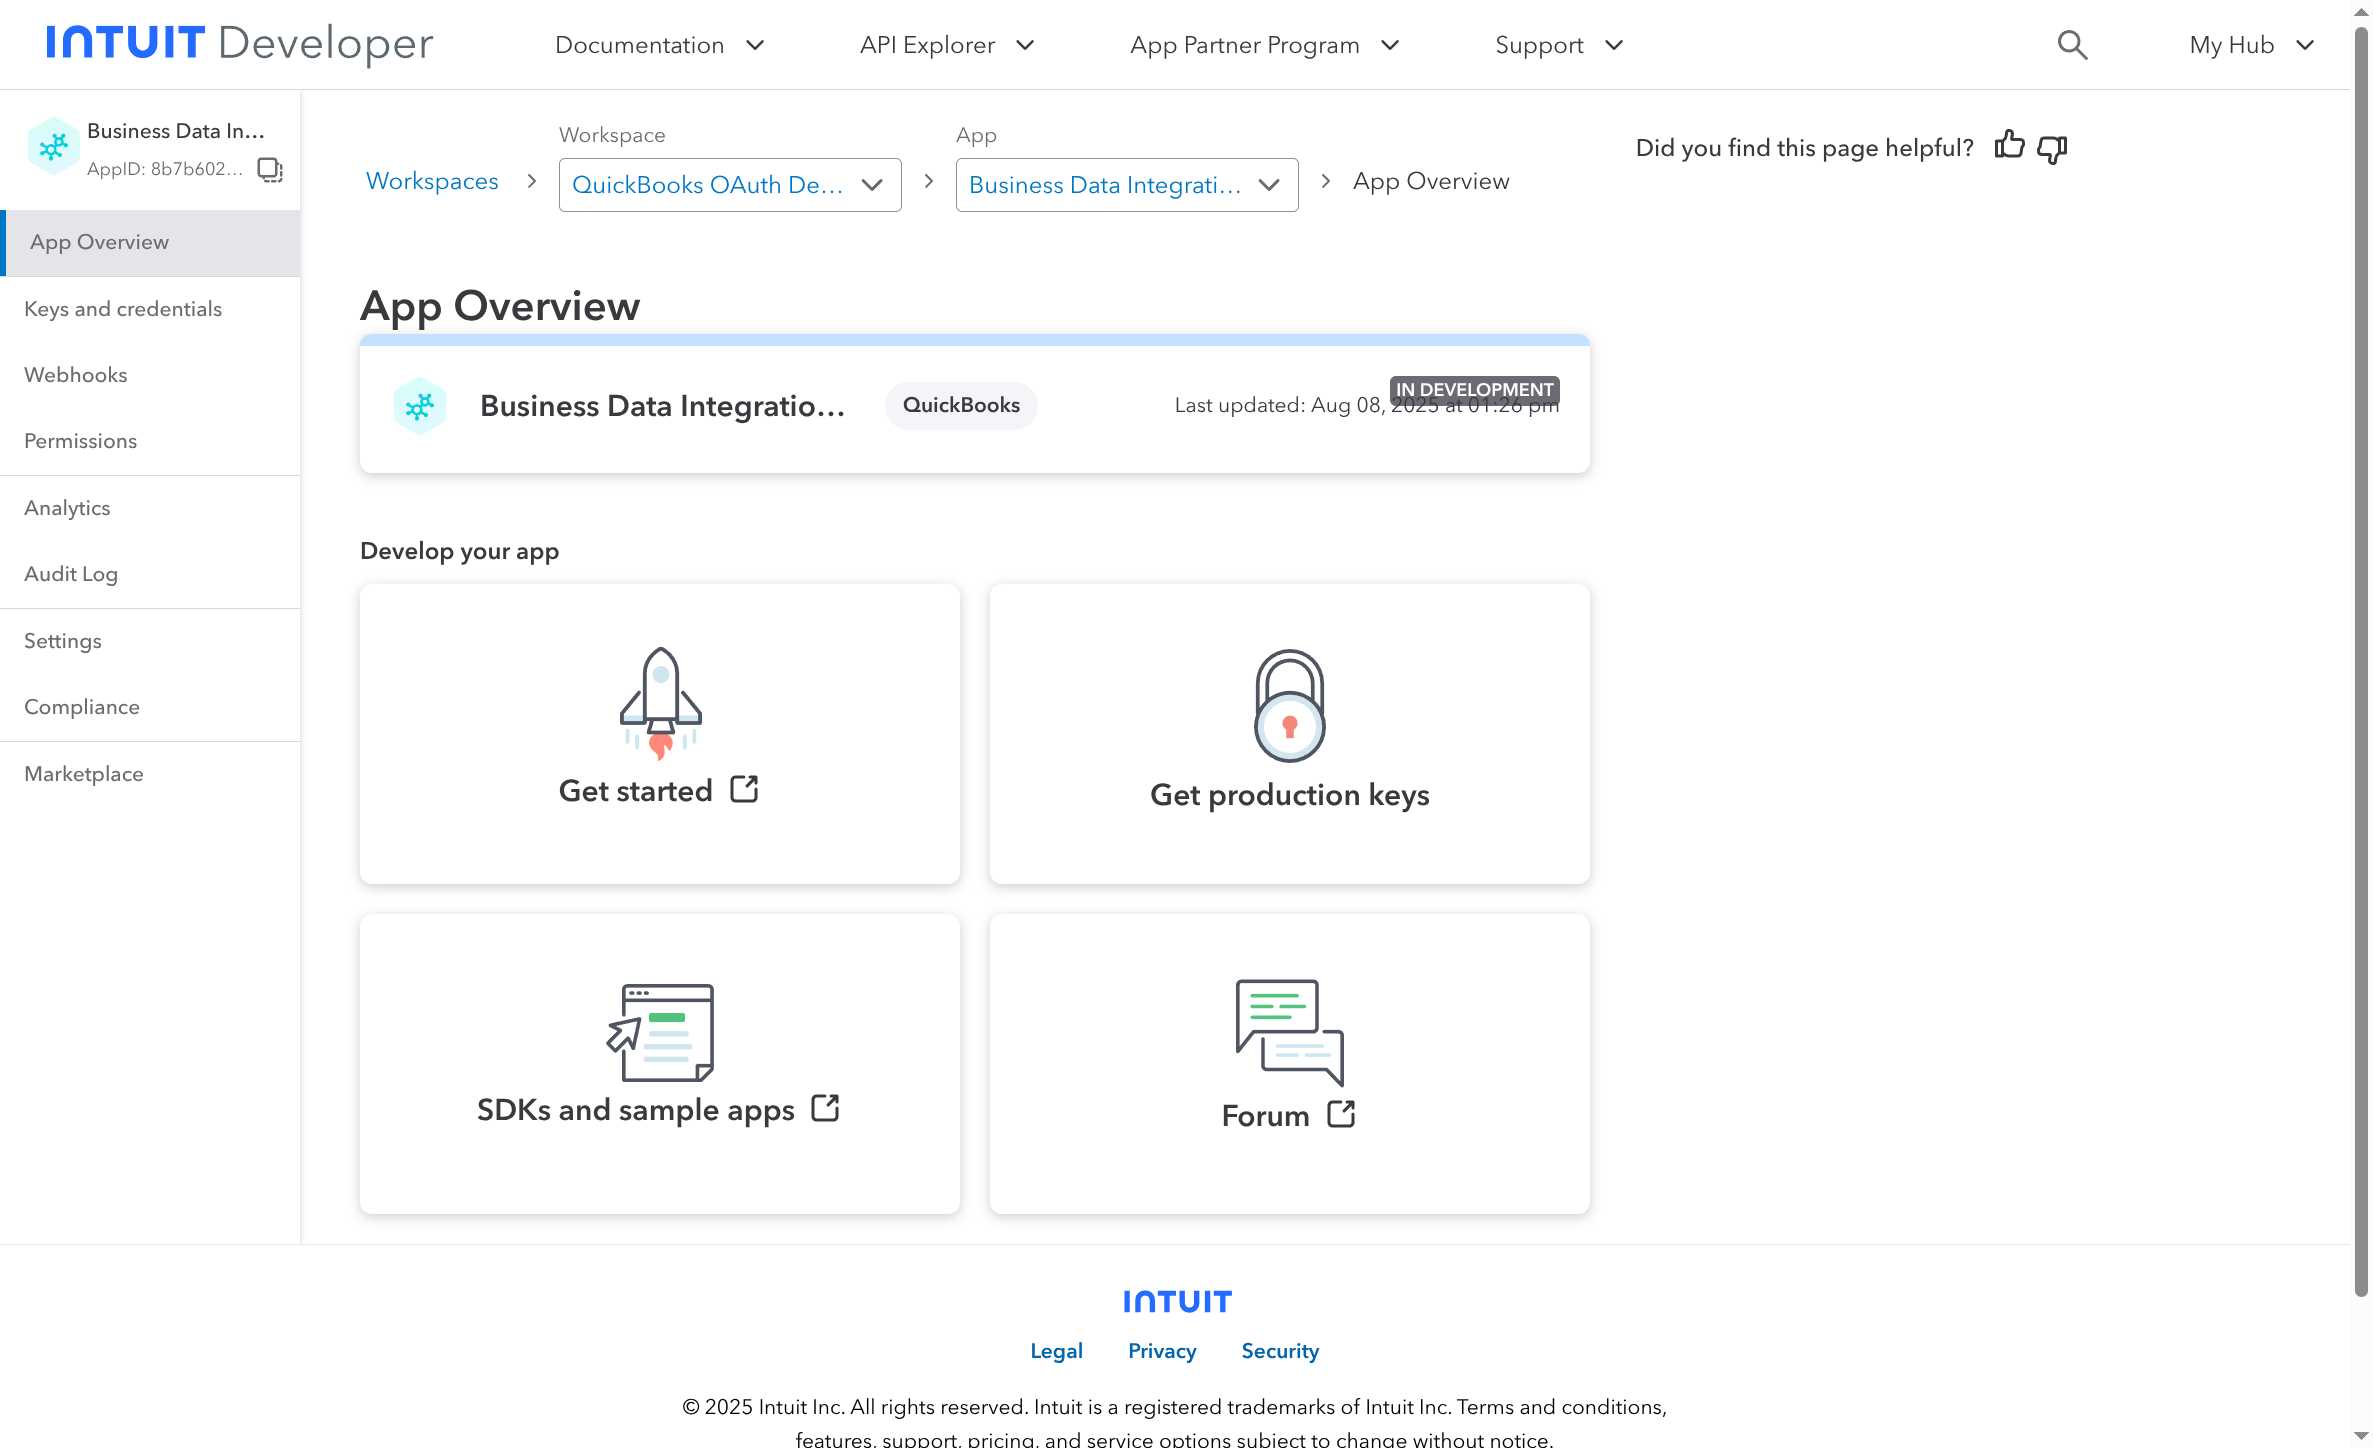 INTUIT Developer
Documentation
API Explorer
App Partner Program
Support
My Hub
Business Data In...
AppID: 8b7b602...
App Overview
Keys and credentials
Webhooks
Permissions
Analytics
Audit Log
Settings
Compliance
Marketplace
Workspaces
Workspace
QuickBooks OAuth De...
App
Business Data Integrati...
App Overview
Did you find this page helpful?
App Overview
Business Data Integratio...
QuickBooks
IN DEVELOPMENT
Last updated: Aug 08, 2025 at 01:26 pm
Develop your app
Get started
Get production keys
SDKs and sample apps
Forum
INTUIT
Legal
Privacy
Security
© 2025 Intuit Inc. All rights reserved. Intuit is a registered trademarks of Intuit Inc. Terms and conditions,
features, support, pricing, and service options subject to change without notice.